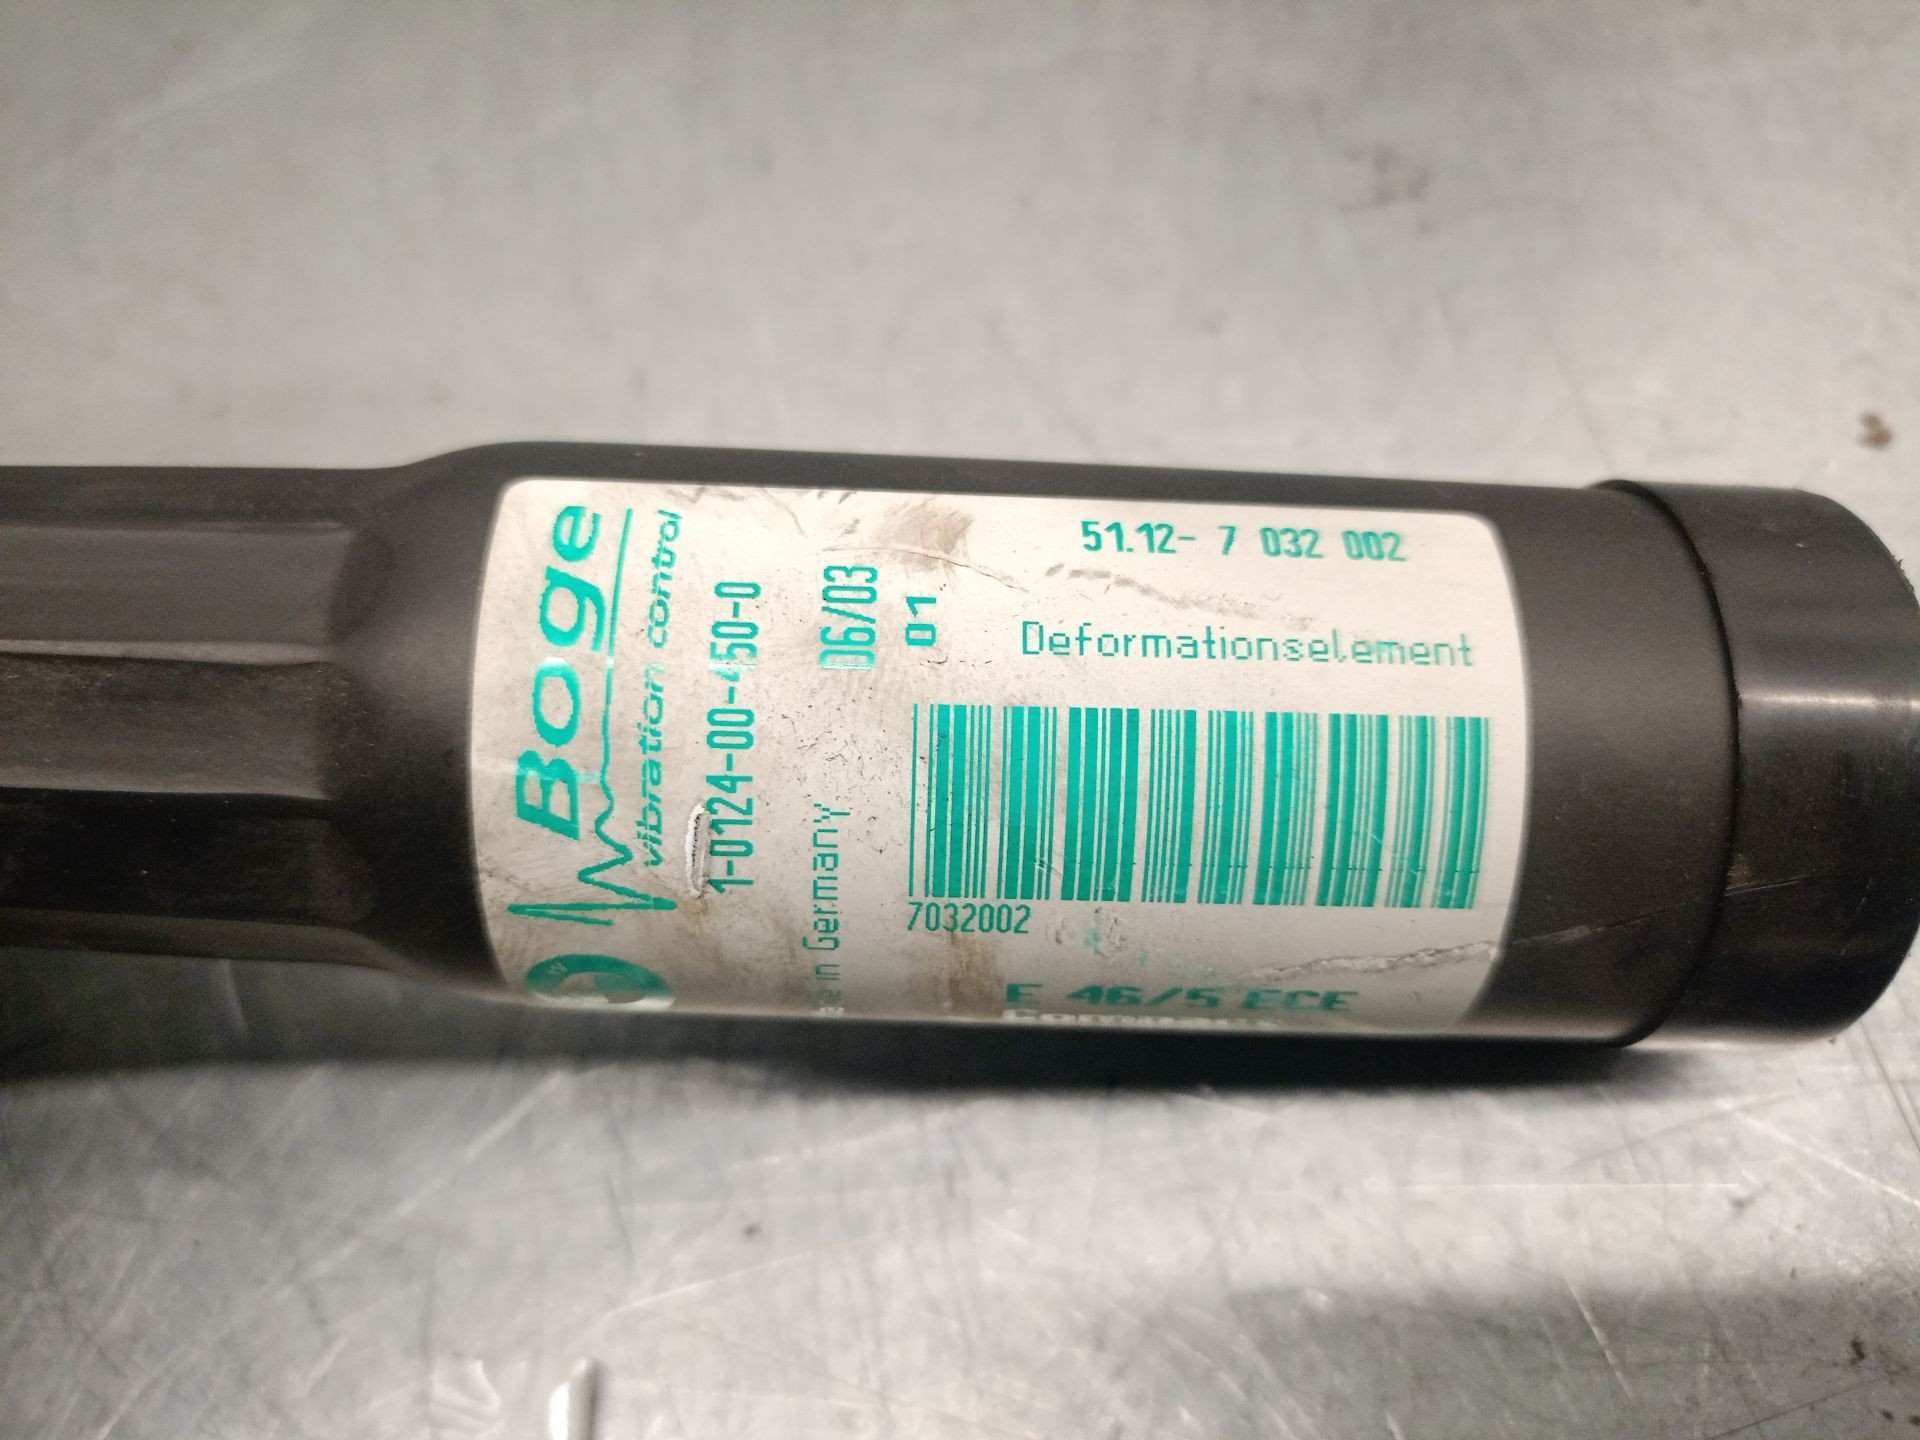 Boge
vibration control
1-0124-00-450-0
06/03
01
in Germany
51.12- 7 032 002
Deformationselement
7032002
E 46/5 ECE